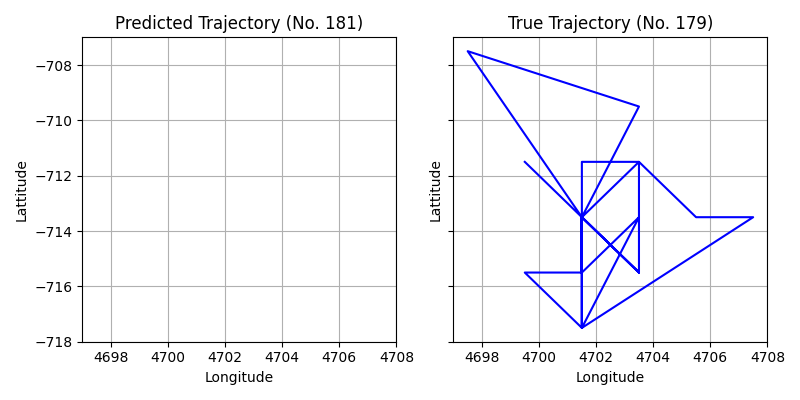 Predicted Trajectory (No. 181)
True Trajectory (No. 179)
−708
−710
−712
−714
−716
−718
Lattitude
Lattitude
4698 4700 4702 4704 4706 4708
4698 4700 4702 4704 4706 4708
Longitude
Longitude